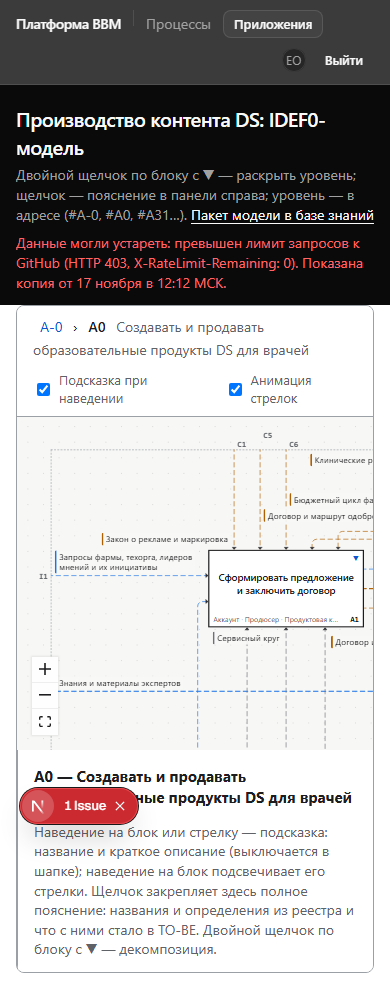 Платформа BBM
Процессы
Приложения
EO
Выйти
Производство контента DS: IDEF0-
модель
Двойной щелчок по блоку с ▼ — раскрыть уровень;
щелчок — пояснение в панели справа; уровень — в
адресе (#A-0, #A0, #A31...). Пакет модели в базе знаний
Данные могли устареть: превышен лимит запросов к
GitHub (HTTP 403, X-RateLimit-Remaining: 0). Показана
копия от 17 ноября в 12:12 МСК.
A-0 › A0 Создавать и продавать
образовательные продукты DS для врачей
Подсказка при
наведении
Анимация
стрелок
C5
C1
C6
Клинические
Бюджетный цикл
Договор и маршрут
Закон о рекламе и маркировка
Запросы фармы, техорга, лидеров
мнений и их инициативы
I1
Сформировать предложение
и заключить договор
Аккаунт · Продюсер · Продуктовая к...
A1
Сервисный круг
Договор
Знания и материалы экспертов
A0 — Создавать и продавать
продукты DS для врачей
1 Issue
Наведение на блок или стрелку — подсказка:
название и краткое описание (выключается в
шапке); наведение на блок подсвечивает его
стрелки. Щелчок закрепляет здесь полное
пояснение: названия и определения из реестра и
что с ними стало в TO-BE. Двойной щелчок по
блоку с ▼ — декомпозиция.